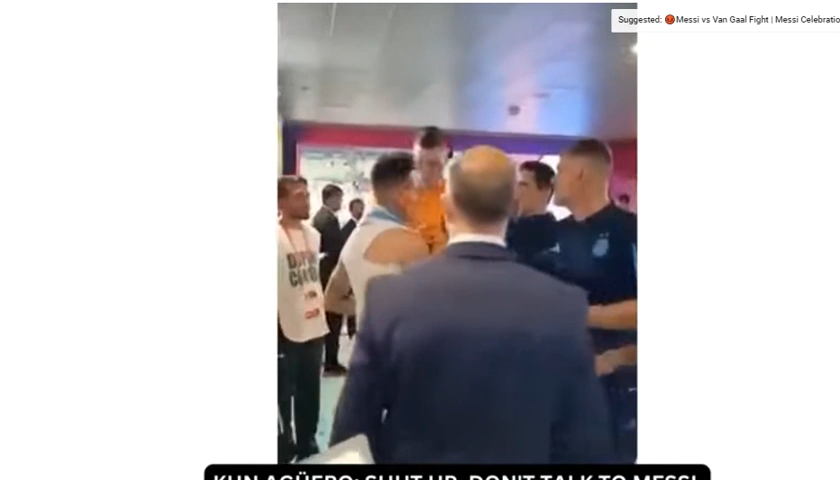 Suggested: 😡Messi vs Van Gaal Fight | Messi Celebratio
KUN AGÜERO: SHUT UP, DON'T TALK TO MESSI